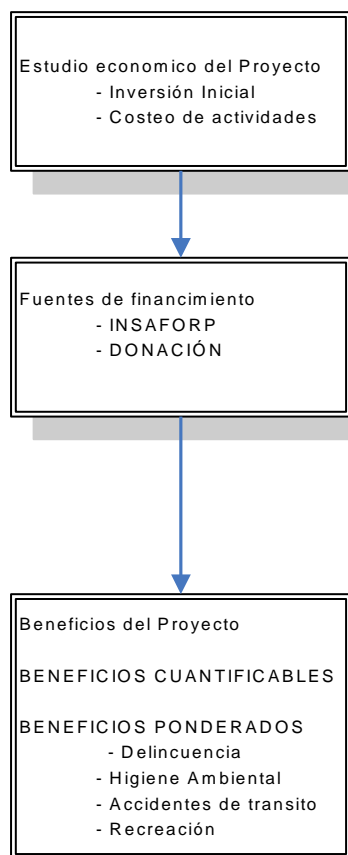 Estudio economico del Proyecto
- Inversión Inicial
- Costeo de actividades
Fuentes de financimiento
- INSAFORP
- DONACIÓN
Beneficios del Proyecto
BENEFICIOS CUANTIFICABLES
BENEFICIOS PONDERADOS
- Delincuencia
- Higiene Ambiental
- Accidentes de transito
- Recreación